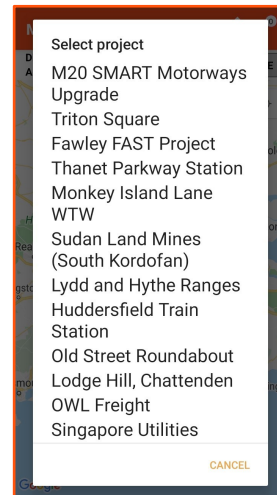 Select project
M20 SMART Motorways
Upgrade
Triton Square
Fawley FAST Project
Thanet Parkway Station
Monkey Island Lane
WTW
Sudan Land Mines
(South Kordofan)
Lydd and Hythe Ranges
Huddersfield Train
Station
Old Street Roundabout
Lodge Hill, Chattenden
OWL Freight
Singapore Utilities
CANCEL
Google